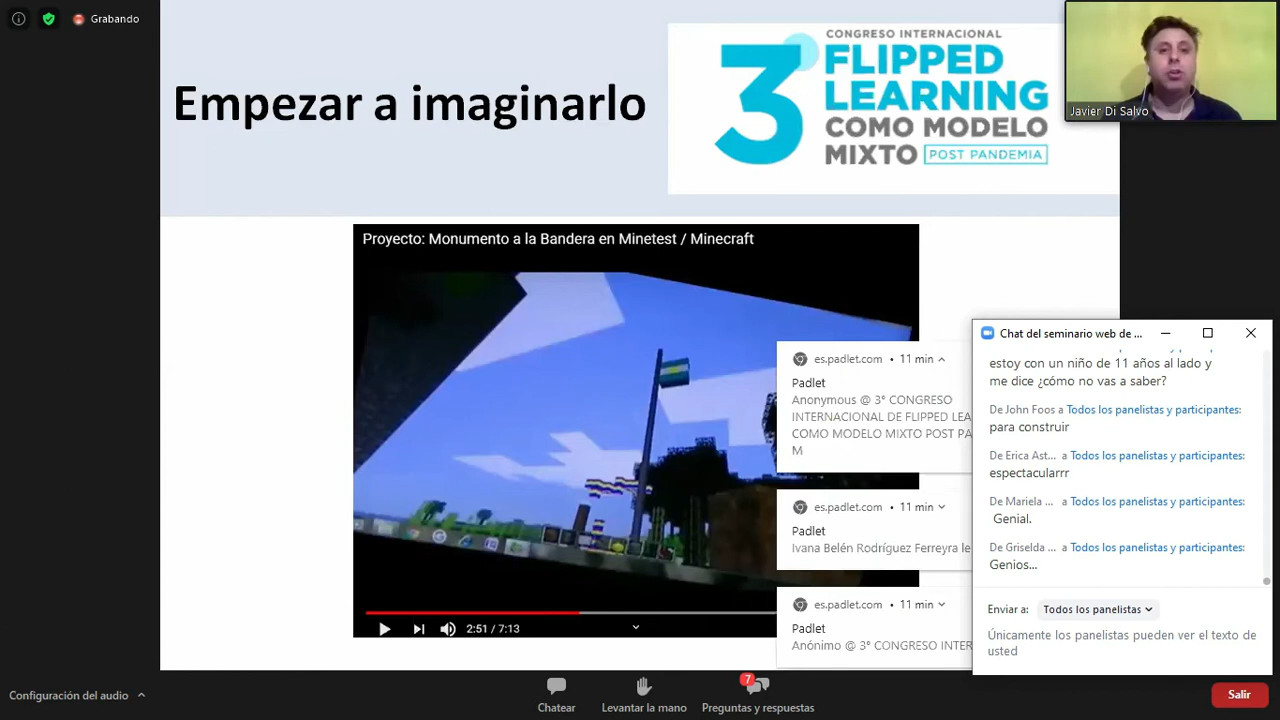 Grabando
Empezar a imaginarlo
3°
CONGRESO INTERNACIONAL
FLIPPED
LEARNING
COMO MODELO
MIXTO POST PANDEMIA
Javier Di Salvo
Proyecto: Monumento a la Bandera en Minetest / Minecraft
2:51 / 7:13
es.padlet.com • 11 min
Padlet
Anonymous @ 3° CONGRESO
INTERNACIONAL DE FLIPPED LEA
COMO MODELO MIXTO POST PA
M
es.padlet.com • 11 min
Padlet
Ivana Belén Rodríguez Ferreyra le
es.padlet.com • 11 min
Padlet
Anónimo @ 3° CONGRESO INTER
Chat del seminario web de ...
estoy con un niño de 11 años al lado y
me dice ¿cómo no vas a saber?
De John Foos a Todos los panelistas y participantes:
para construir
De Erica Ast... a Todos los panelistas y participantes:
espectacularrr
De Mariela ... a Todos los panelistas y participantes:
Genial.
De Griselda ... a Todos los panelistas y participantes:
Genios...
Enviar a: Todos los panelistas
Únicamente los panelistas pueden ver el texto de
usted
Configuración del audio
Chatear
Levantar la mano
7
Preguntas y respuestas
Salir